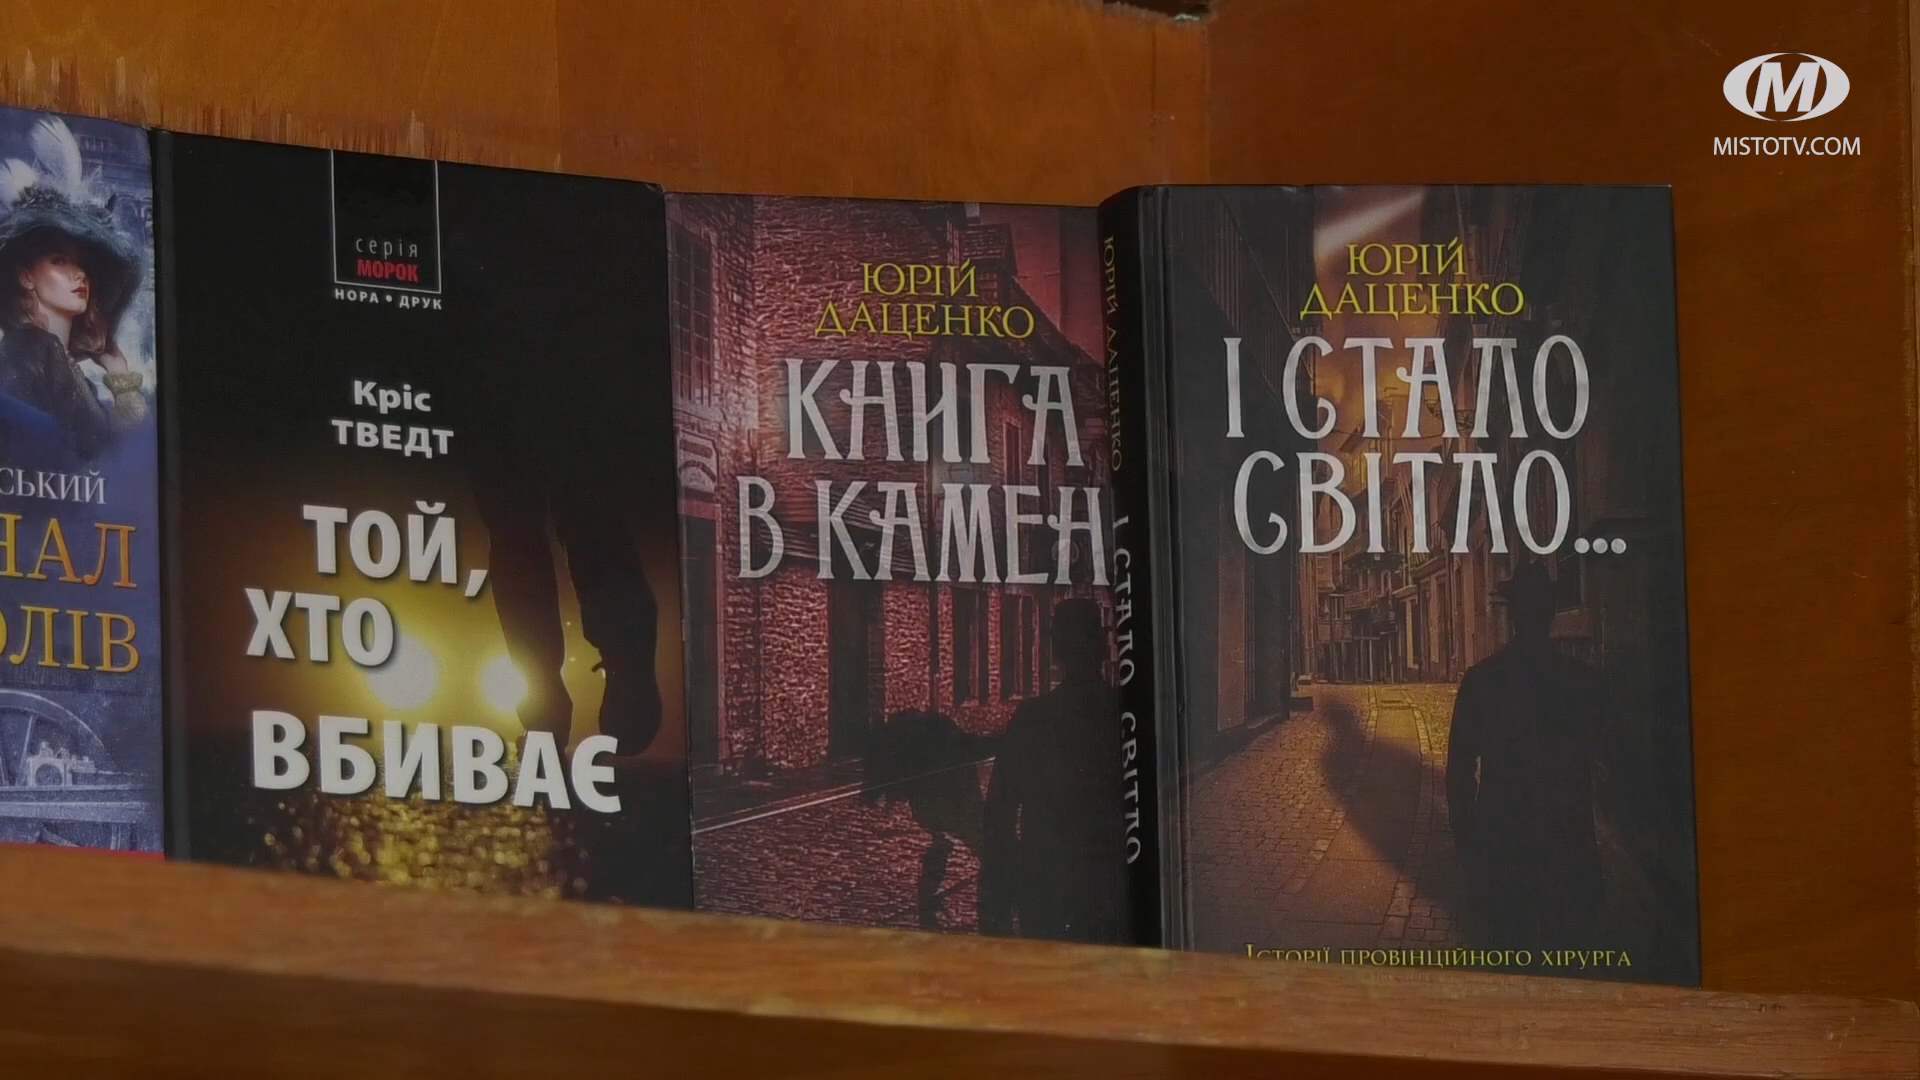 M
MISTOTV.COM
СЬКИЙ
НАЛ
ОЛІВ
серія
МОРОК
НОРА • ДРУК
Кріс
ТВЕДТ
ТОЙ,
ХТО
ВБИВАЄ
ЮРІЙ
ДАЦЕНКО
КНИГА
В КАМЕН
ЮРІЙ ДАЦЕНКО
І СТАЛО СВІТЛО
ЮРІЙ
ДАЦЕНКО
І СТАЛО
СВІТЛО...
ІСТОРІЇ ПРОВІНЦІЙНОГО ХІРУРГА